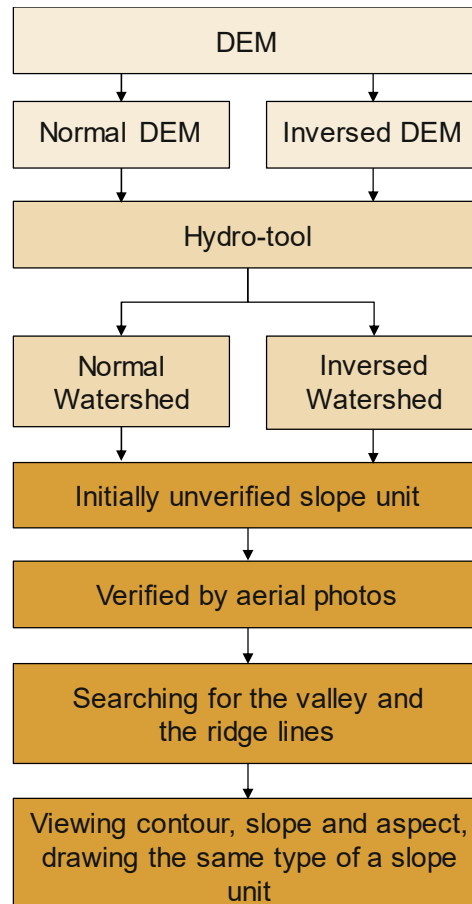 DEM
Normal DEM
Inversed DEM
Hydro-tool
Normal
Watershed
Inversed
Watershed
Initially unverified slope unit
Verified by aerial photos
Searching for the valley and
the ridge lines
Viewing contour, slope and aspect,
drawing the same type of a slope
unit